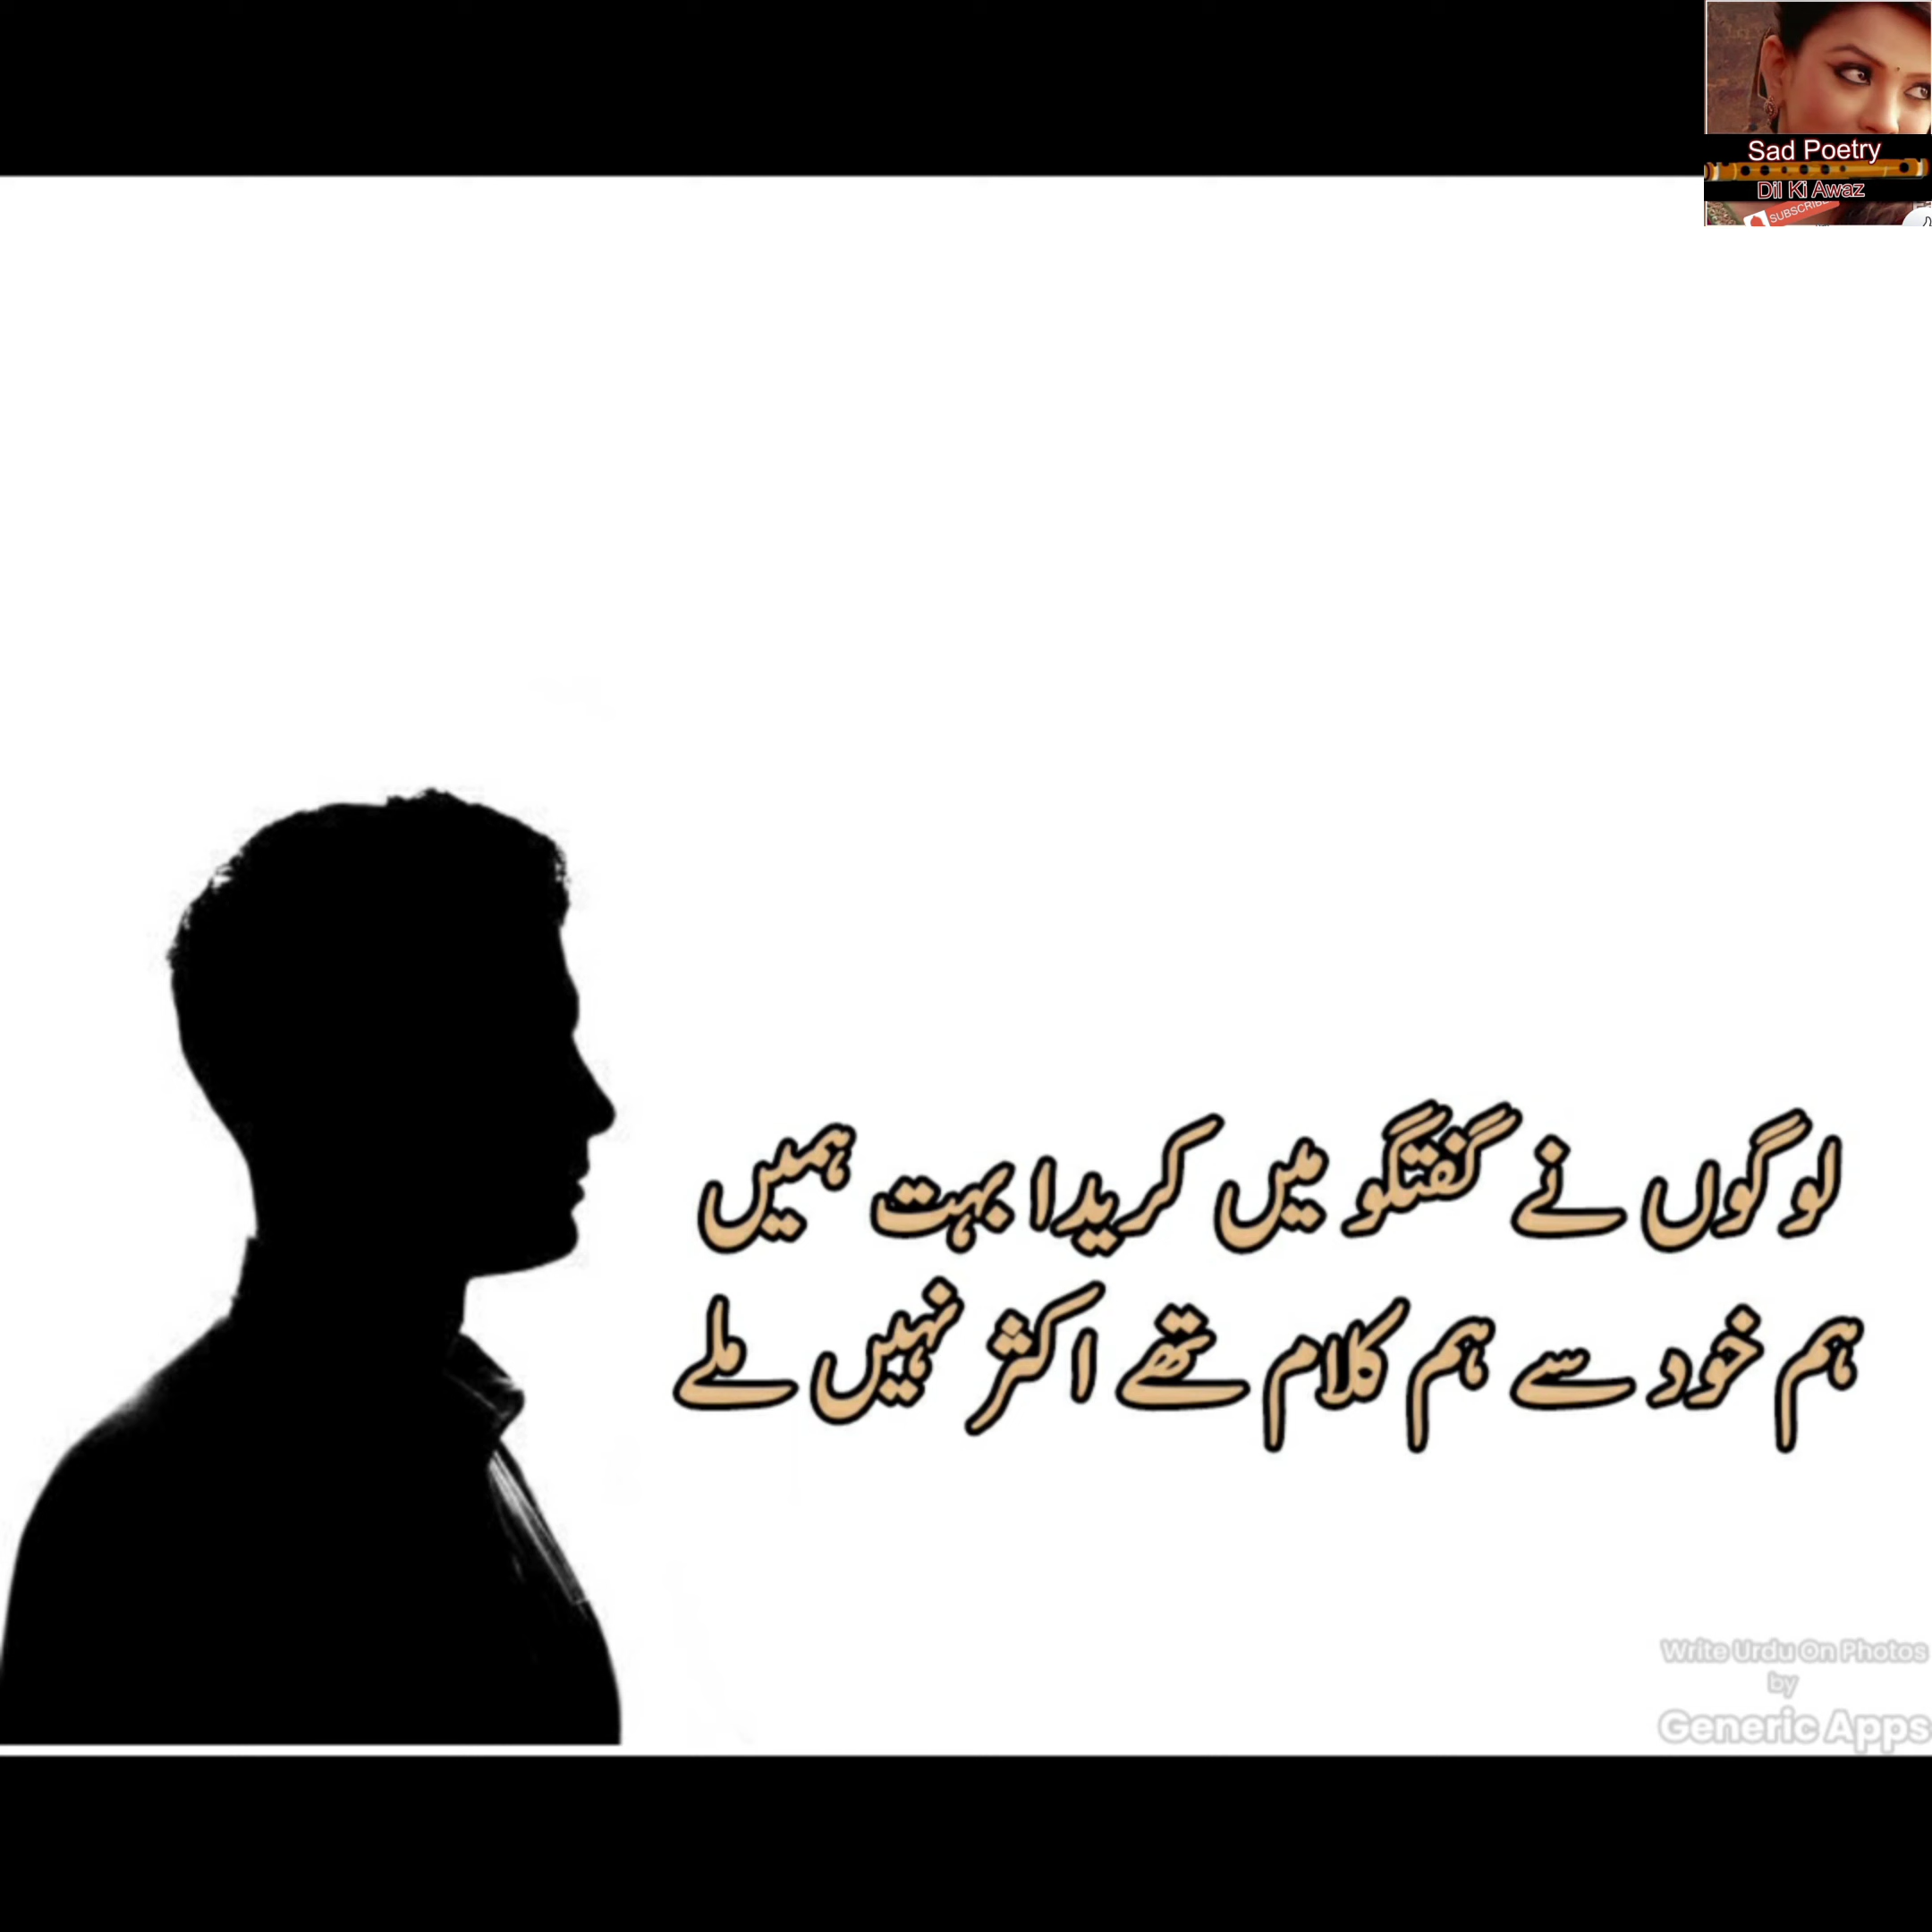 Sad Poetry
Dil Ki Awaz
SUBSCRIBE
لوگوں نے گفتگو میں کریدا بہت ہمیں
ہم خود سے ہم کلام تھے اکثر نہیں ملے
Write Urdu On Photos
by
Generic Apps